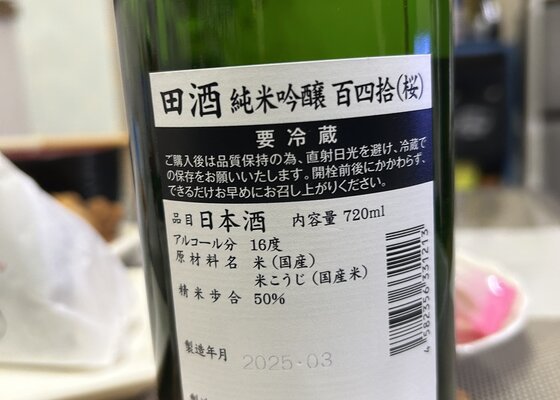 田酒 純米吟醸 百四拾(桜)
要冷蔵
ご購入後は品質保持の為、直射日光を避け、冷蔵で
の保存をお願いいたします。開栓前後にかかわらず、
できるだけお早めにお召し上がりください。
品目 日本酒 内容量 720ml
アルコール分 16度
原材料名 米(国産)
米こうじ(国産米)
精米歩合 50%
4582356331213
製造年月 2025-03